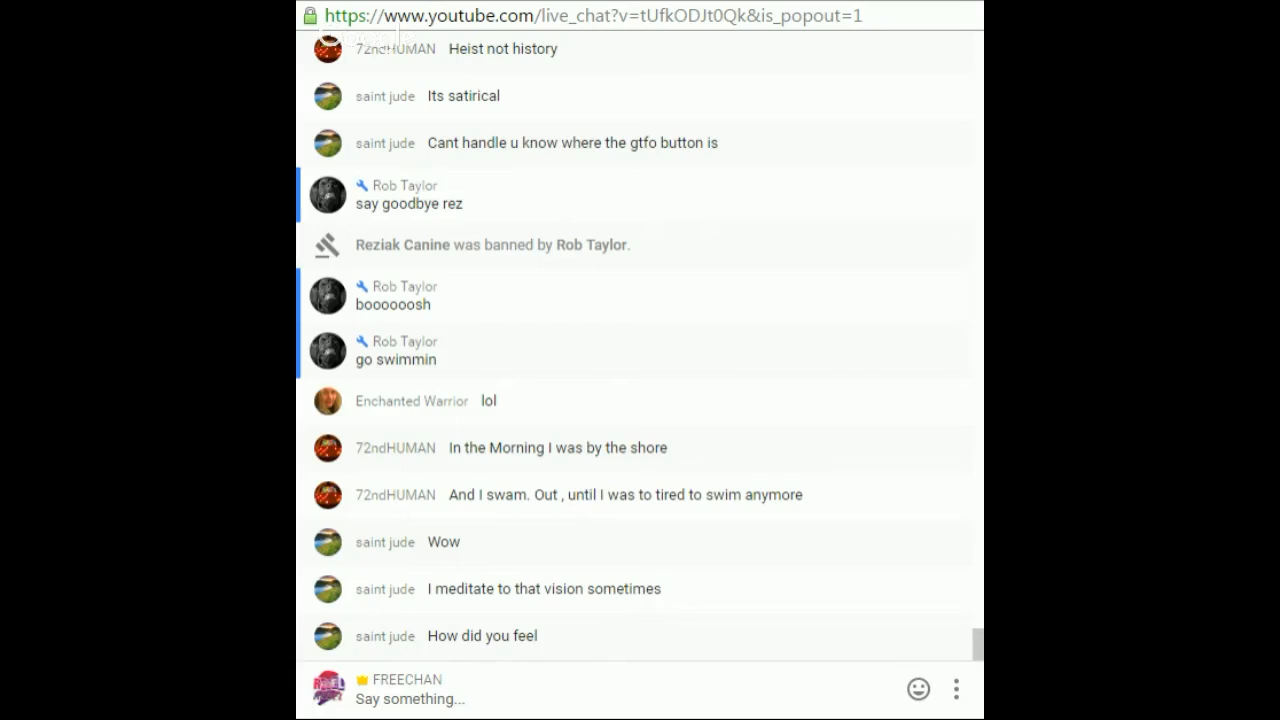 https://www.youtube.com/live_chat?v=tUfkODJt0Qk&is_popout=1
Google
72ndHUMAN Heist not history
saint jude Its satirical
saint jude Cant handle u know where the gtfo button is
Rob Taylor
say goodbye rez
Reziak Canine was banned by Rob Taylor.
Rob Taylor
boooooosh
Rob Taylor
go swimmin
Enchanted Warrior lol
72ndHUMAN In the Morning I was by the shore
72ndHUMAN And I swam. Out , until I was to tired to swim anymore
saint jude Wow
saint jude I meditate to that vision sometimes
saint jude How did you feel
FREECHAN
Say something...